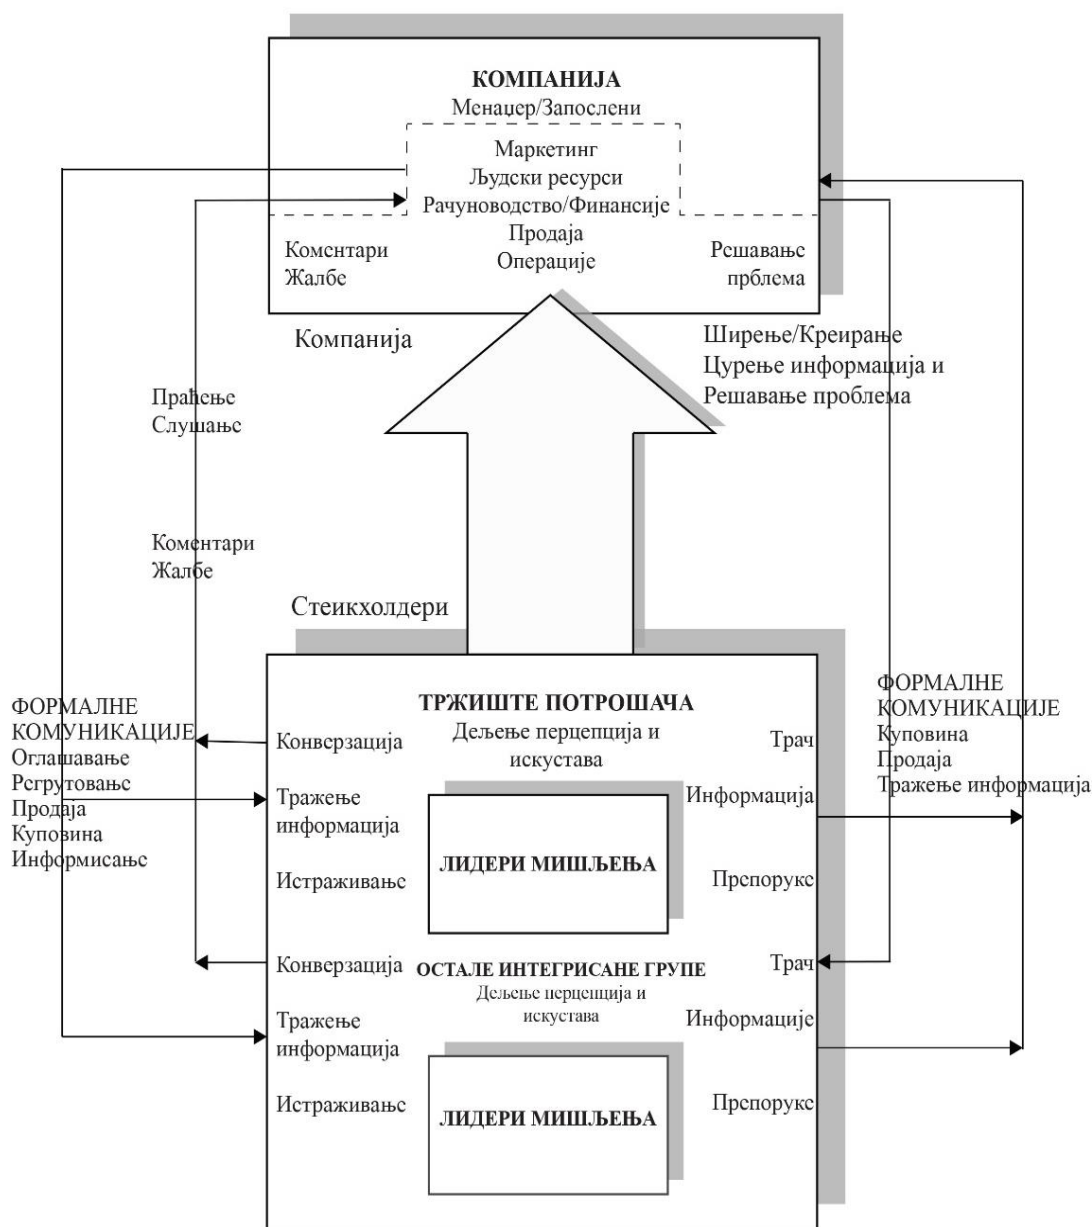 КОМПАНИЈА
Менаџер/Запослени
Маркетинг
Људски ресурси
Рачуноводство/Финансије
Продаја
Операције
Коментари
Жалбе
Решавање
прблема
Компанија
Ширење/Креирање
Цурење информација и
Решавање проблема
Праћење
Слушање
Коментари
Жалбе
Стеикхолдери
ФОРМАЛНЕ
КОМУНИКАЦИЈЕ
Оглашавање
Регрутовање
Продаја
Куповина
Информисање
ТРЖИШТЕ ПОТРОШАЧА
Дељење перцепција и
искустава
Конверзација
Тражење
информација
Истраживање
ЛИДЕРИ МИШЉЕЊА
Трач
Информација
Препоруке
ФОРМАЛНЕ
КОМУНИКАЦИЈЕ
Куповина
Продаја
Тражење информација
ОСТАЛЕ ИНТЕГРИСАНЕ ГРУПЕ
Дељење перцепција и
искустава
Конверзација
Тражење
информација
Истраживање
ЛИДЕРИ МИШЉЕЊА
Трач
Информације
Препоруке